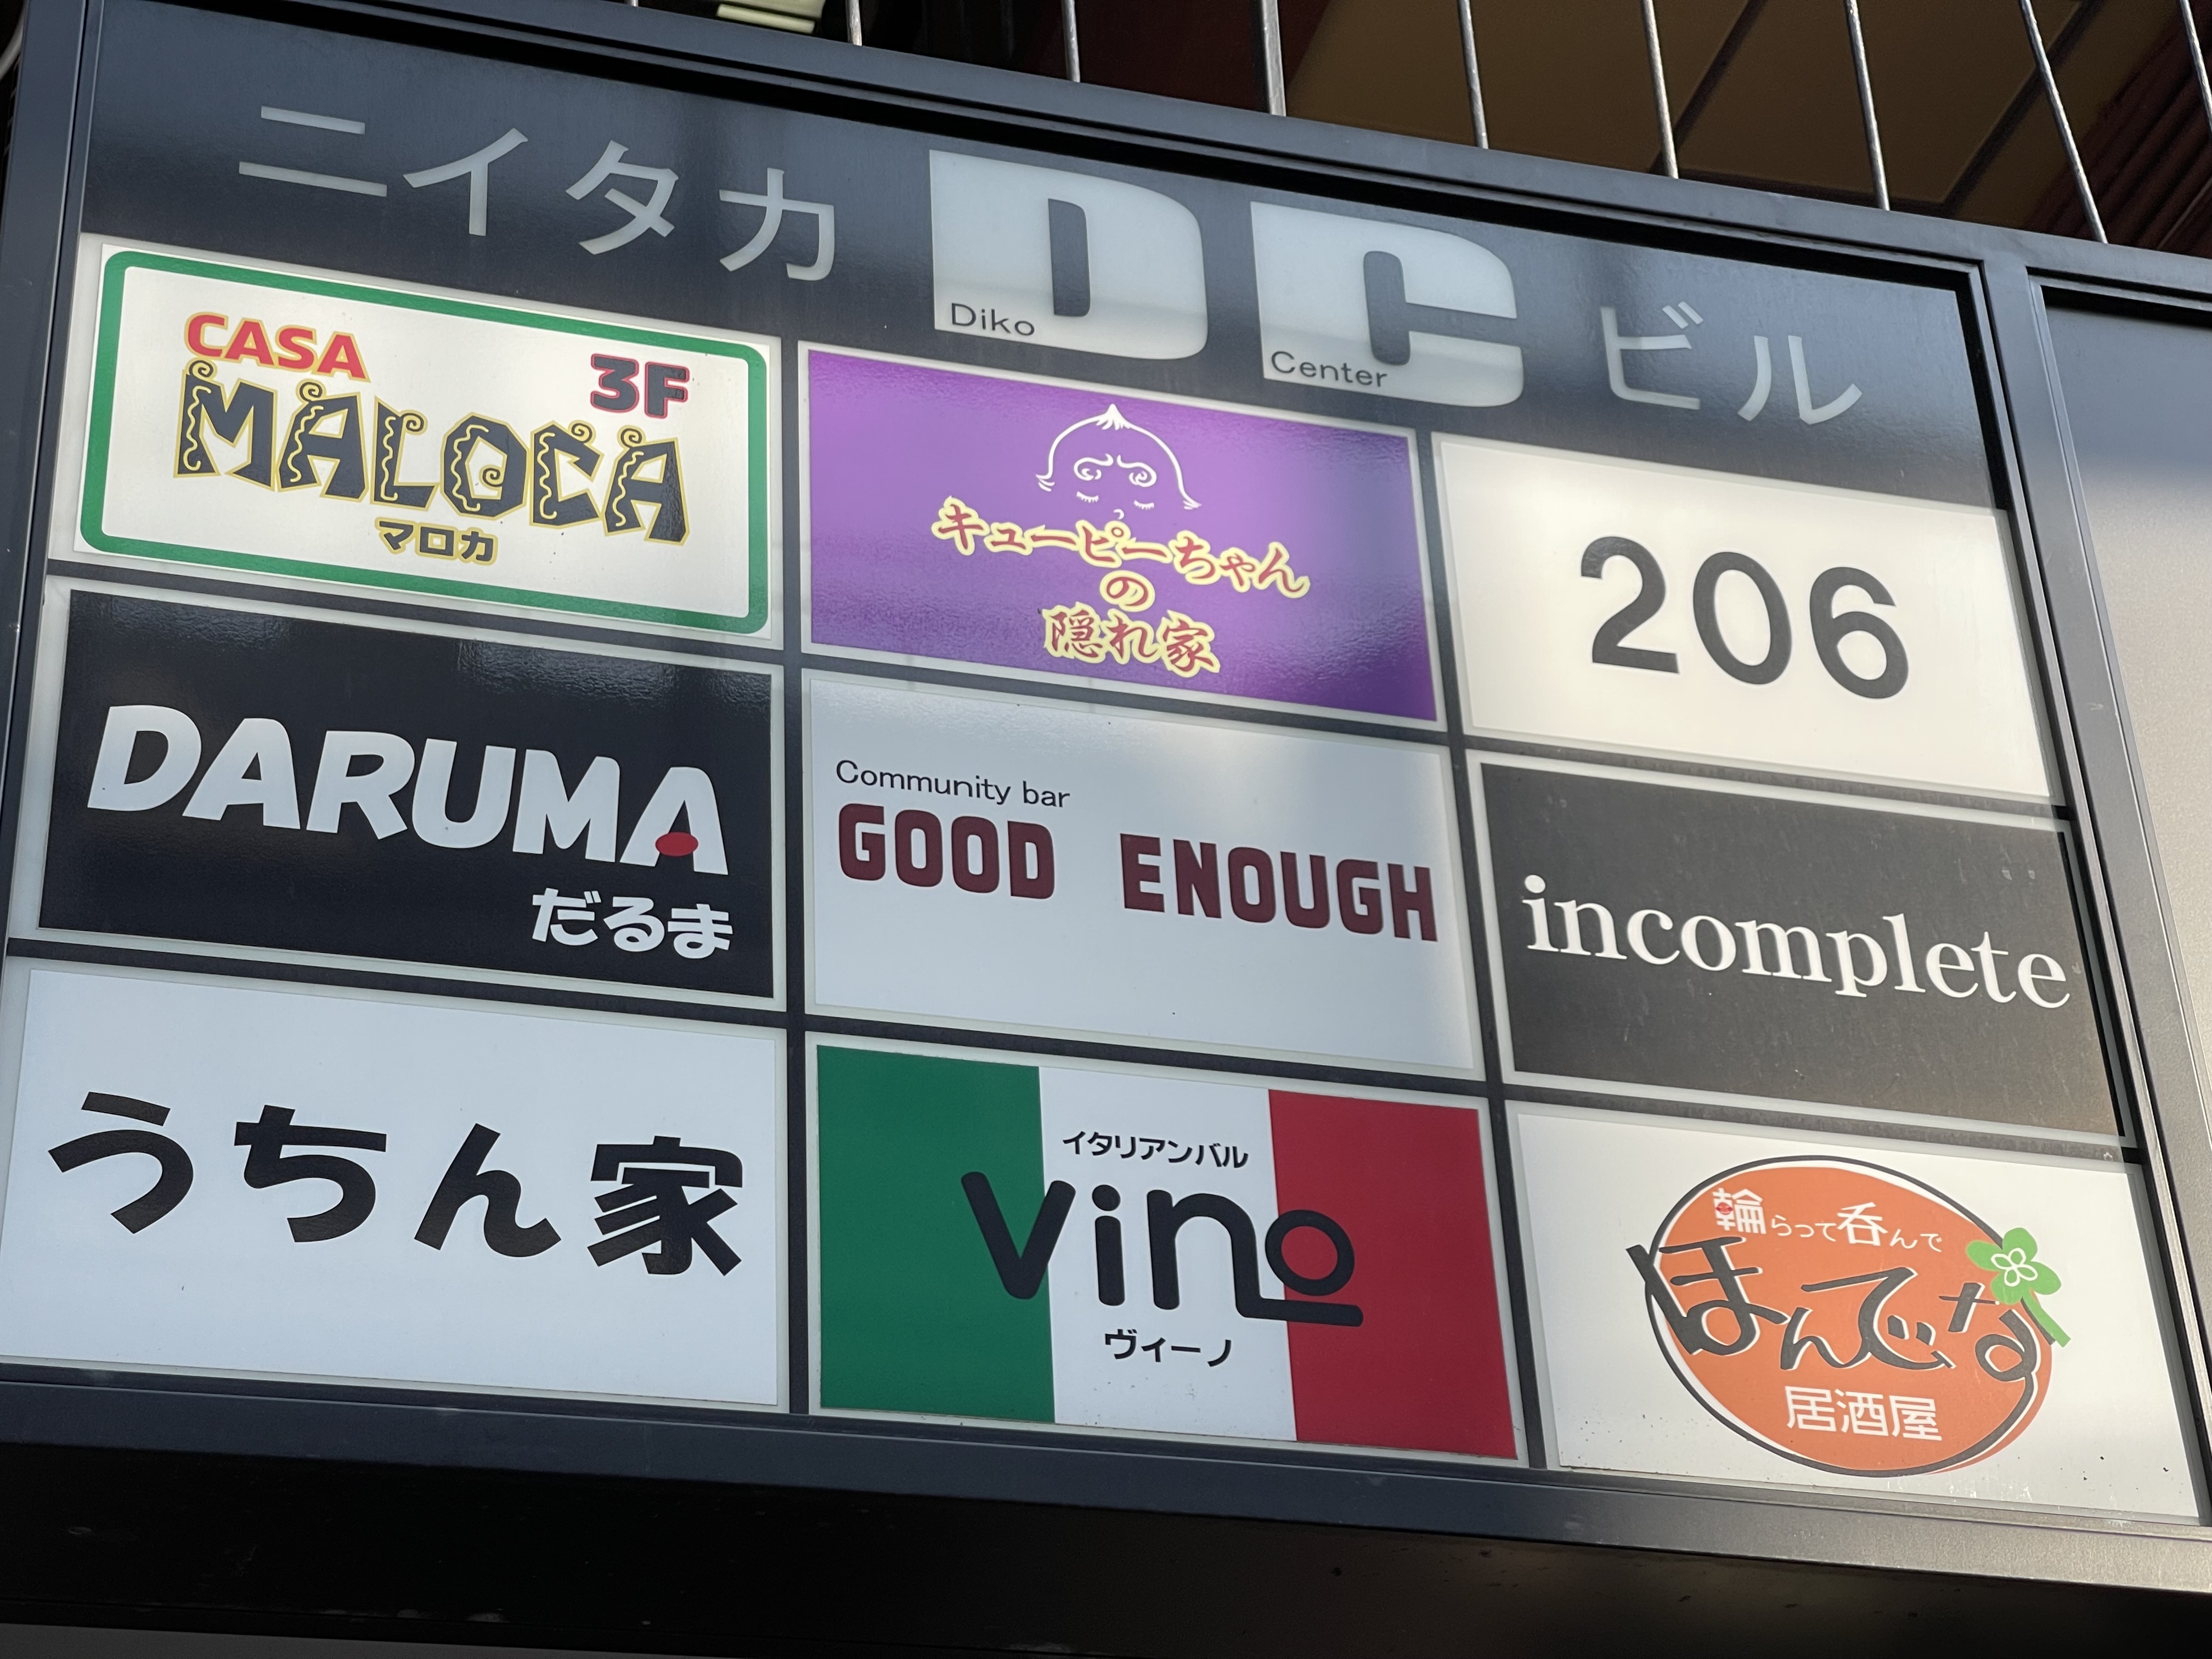 ニイタカ DC ビル
Diko
Center
CASA
3F
MALOCA
マロカ
キューピーちゃん
の
隠れ家
206
DARUMA
だるま
Community bar
GOOD ENOUGH
incomplete
うちん家
イタリアンバル
vino
ヴィーノ
輪らって呑んで
ほんでな
居酒屋